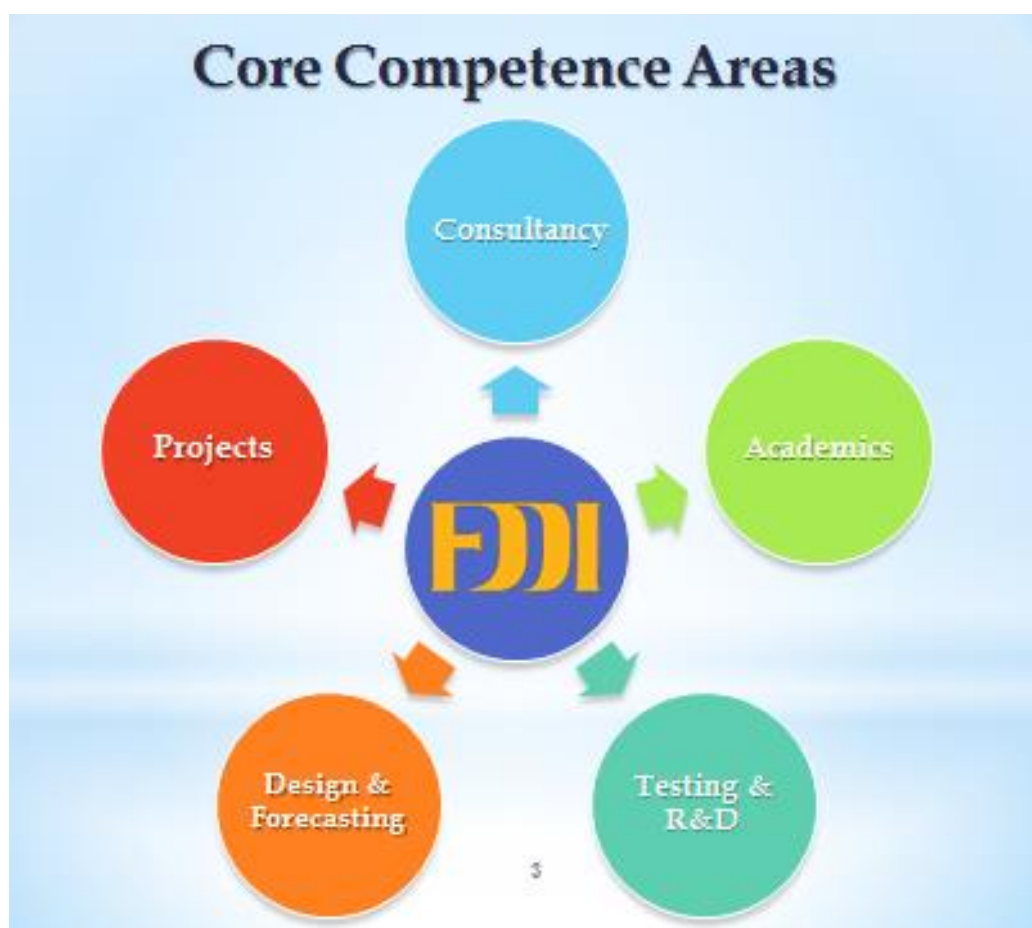 Core Competence Areas
Consultancy
Projects
Academics
FDDI
Design &
Forecasting
Testing &
R&D
3